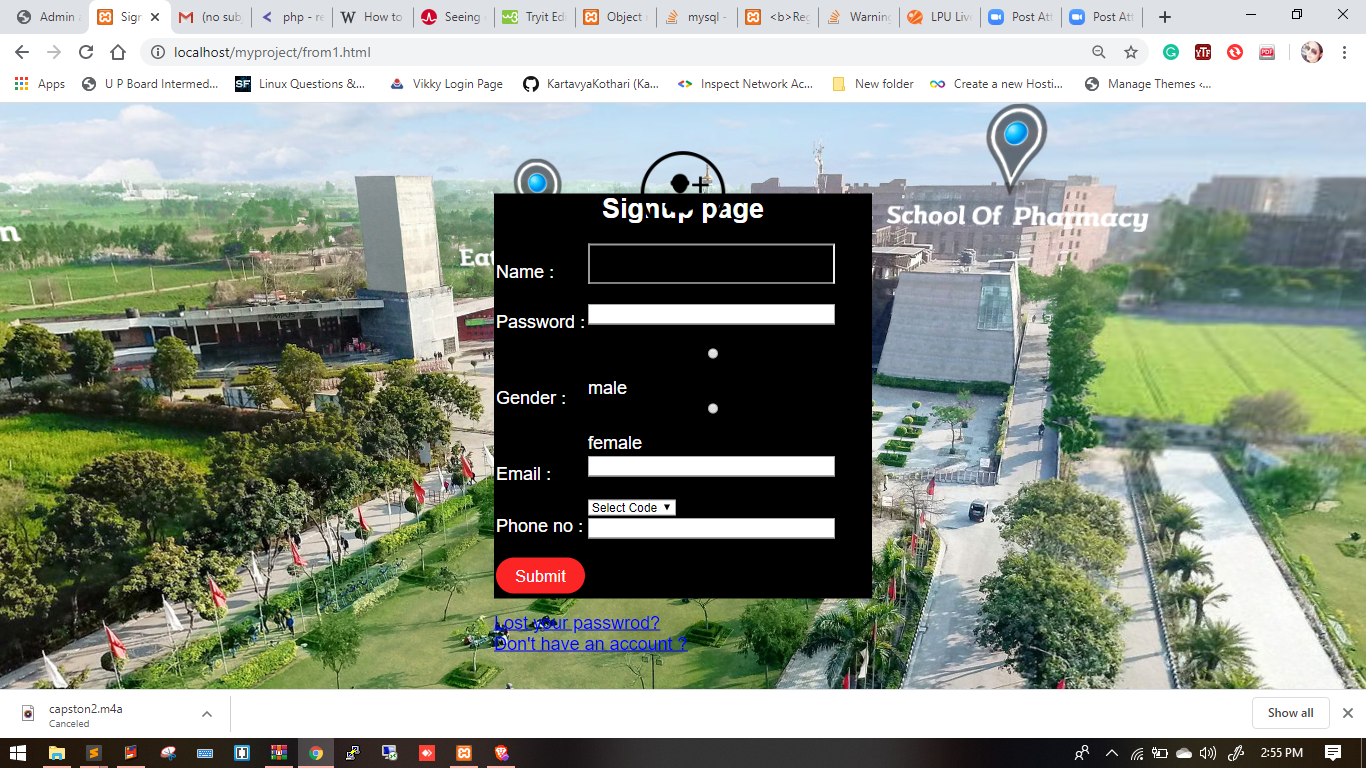 Admin a
Sign
(no sub
php - re
How to
Seeing
Tryit Edi
Object
mysql -
<b>Reg
Warning
LPU Live
Post Att
Post Att
localhost/myproject/from1.html
Apps
U P Board Intermed...
Linux Questions &...
Vikky Login Page
KartavyaKothari (Ka...
Inspect Network Ac...
New folder
Create a new Hosti...
Manage Themes ‹...
School Of Pharmacy
n
Eat
Signup page
Name :
Password :
male
Gender :
female
Email :
Select Code
Phone no :
Submit
Lost your passwrod?
Don't have an account ?
capston2.m4a
Canceled
Show all
2:55 PM